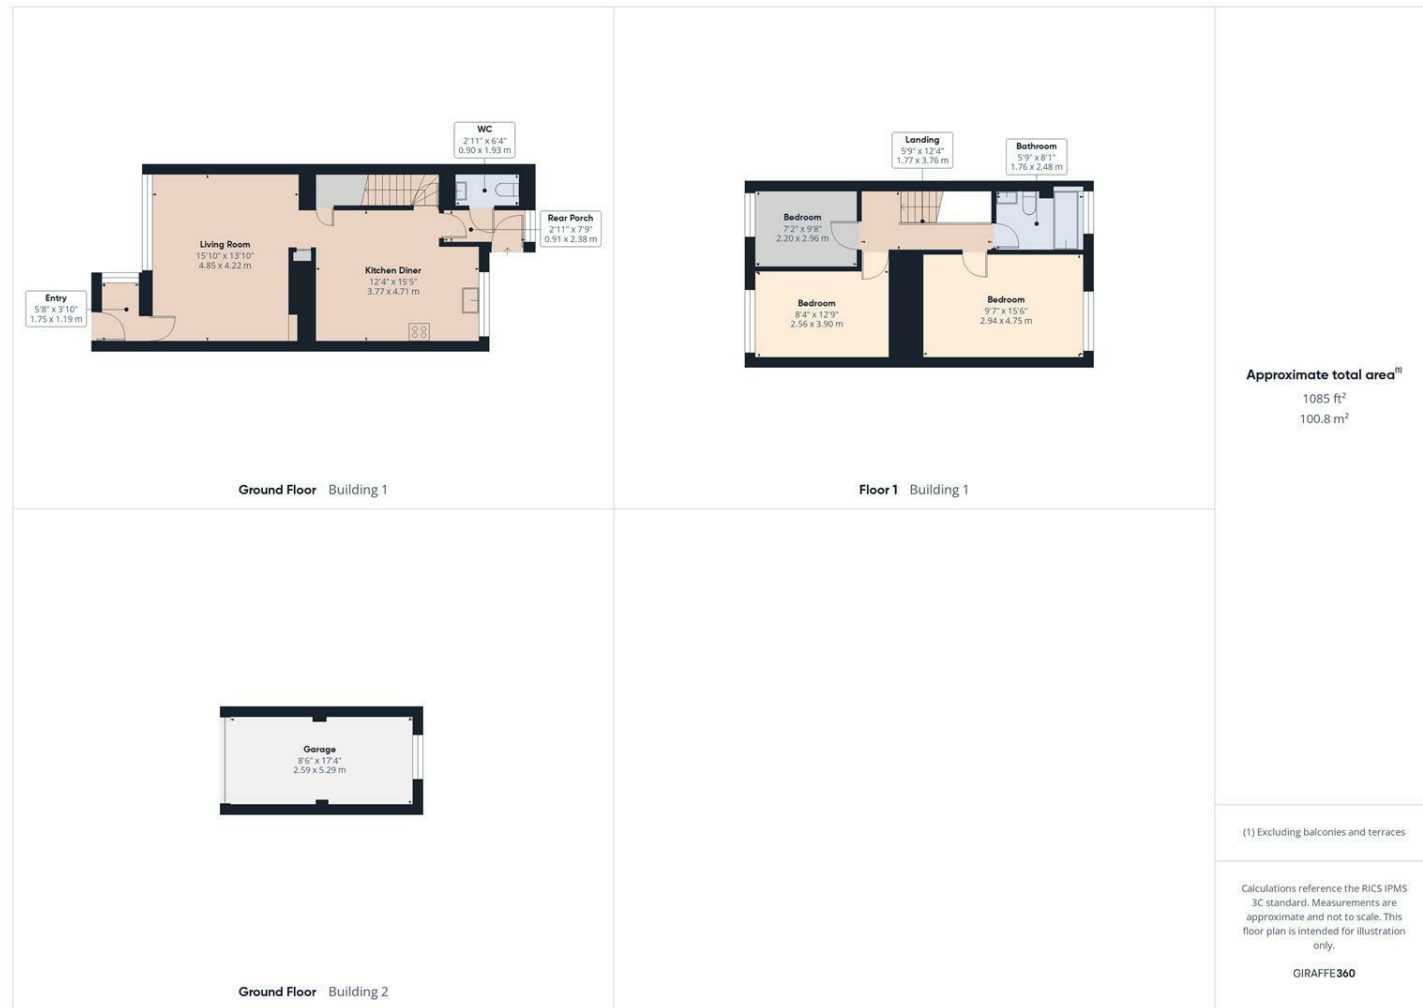 WC
2'11" x 6'4"
0.90 x 1.93 m
Living Room
15'10" x 13'10"
4.85 x 4.22 m
Rear Porch
2'11" x 7'9"
0.91 x 2.38 m
Kitchen Diner
12'4" x 15'5"
3.77 x 4.71 m
Entry
5'8" x 3'10"
1.75 x 1.19 m
Ground Floor Building 1
Landing
5'9" x 12'4"
1.77 x 3.76 m
Bathroom
5'9" x 8'1"
1.76 x 2.48 m
Bedroom
7'2" x 9'8"
2.20 x 2.96 m
Bedroom
8'4" x 12'9"
2.56 x 3.90 m
Bedroom
9'7" x 15'6"
2.94 x 4.75 m
Floor 1 Building 1
Garage
8'6" x 17'4"
2.59 x 5.29 m
Ground Floor Building 2
Approximate total area(1)
1085 ft²
100.8 m²
(1) Excluding balconies and terraces
Calculations reference the RICS IPMS
3C standard. Measurements are
approximate and not to scale. This
floor plan is intended for illustration
only.
GIRAFFE360